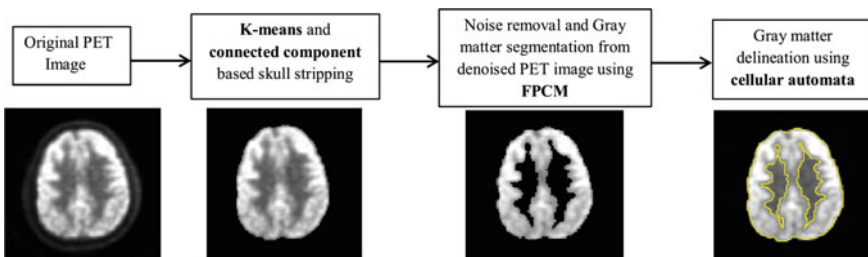 Original PET
Image
K-means and
connected component
based skull stripping
Noise removal and Gray
matter segmentation from
denoised PET image using
FPCM
Gray matter
delineation using
cellular automata